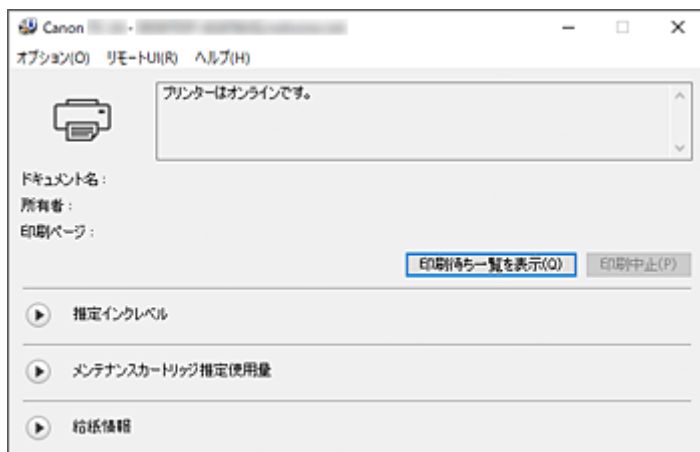 Canon
オプション(O) リモートUI(R) ヘルプ(H)
プリンターはオンラインです。
ドキュメント名 :
所有者 :
印刷ページ :
印刷待ち一覧を表示(Q) 印刷中止(P)
推定インクレベル
メンテナンスカートリッジ推定使用量
給紙情報